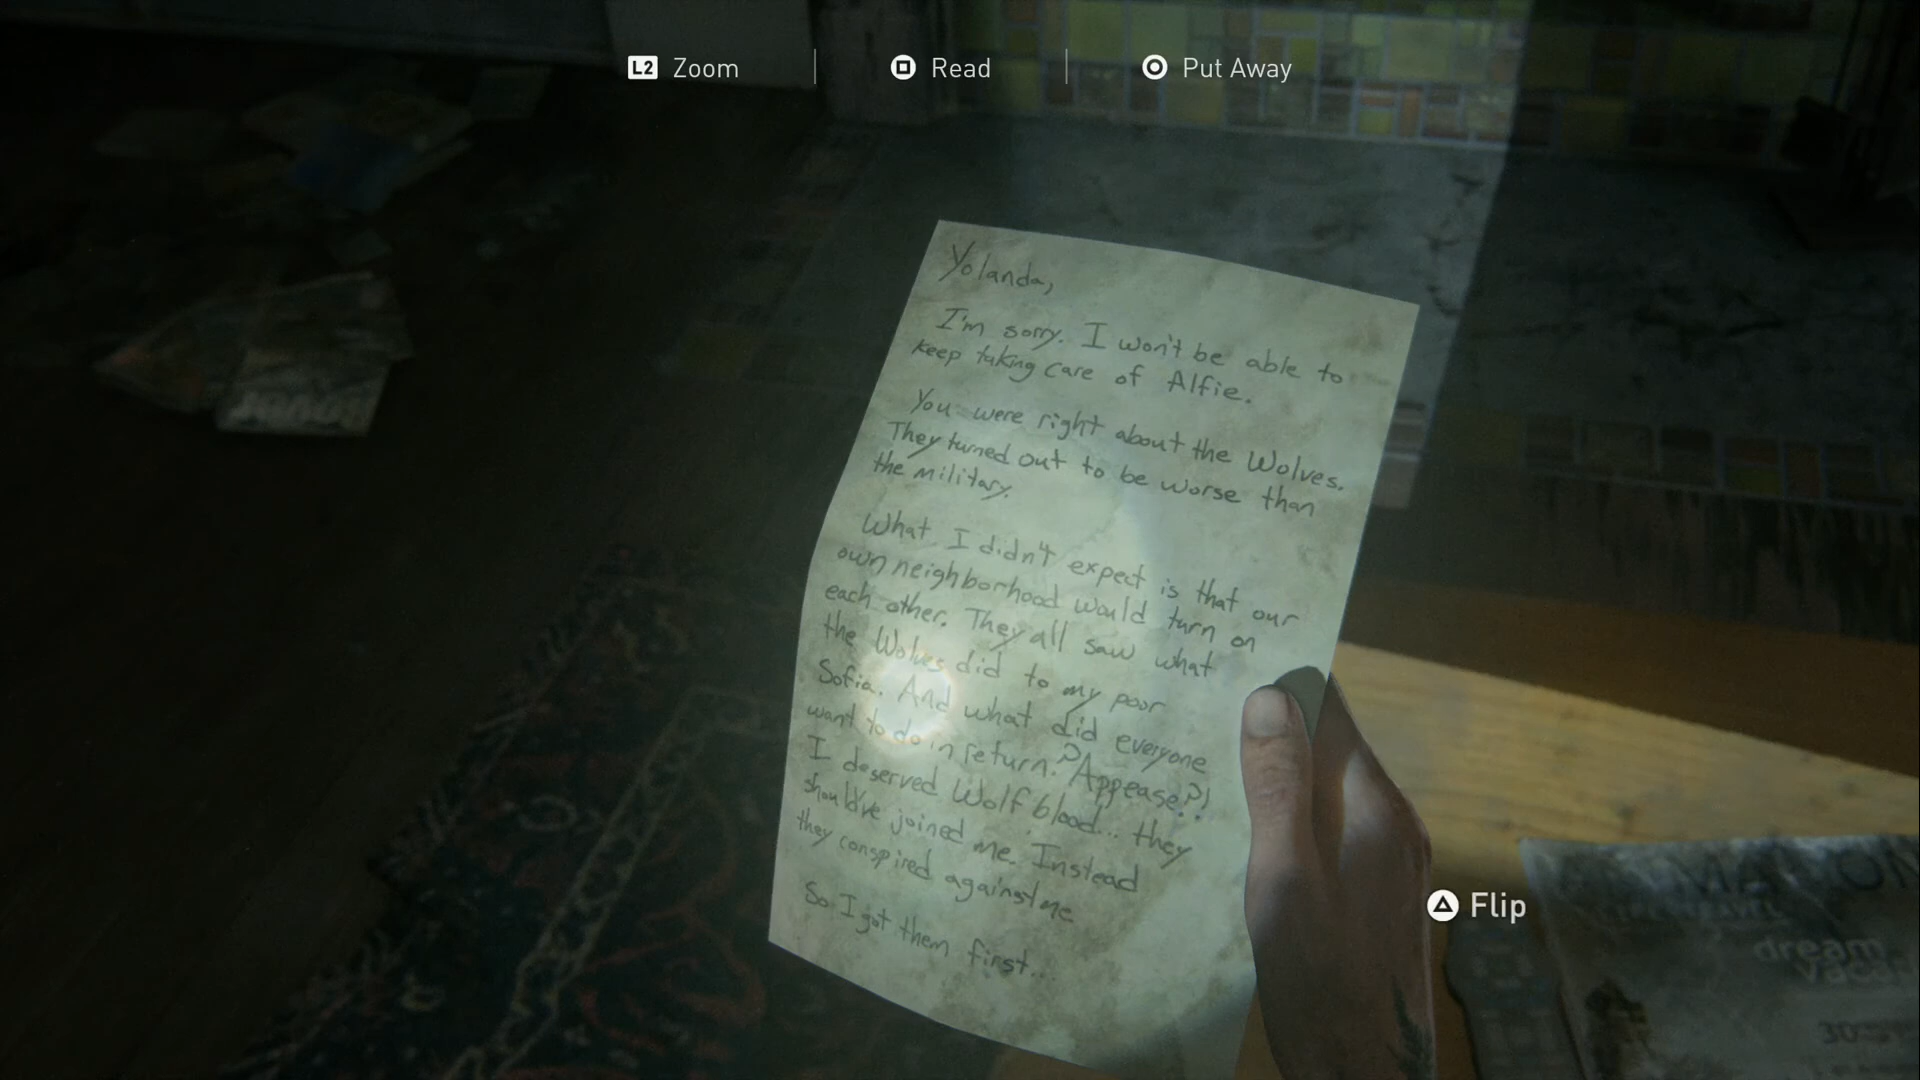 L2 Zoom
Read
Put Away
Yolanda,
I'm sorry. I won't be able to
keep taking care of Alfie.
You were right about the Wolves.
They turned out to be worse than
the military.
What I didn't expect is that our
own neighborhood would turn on
each other. They all saw what
the Wolves did to my poor
Sofia. And what did everyone
want to do in return? Appease?!
I deserved Wolf blood... they
should've joined me. Instead
they conspired against me
So I got them first...
Flip
dream